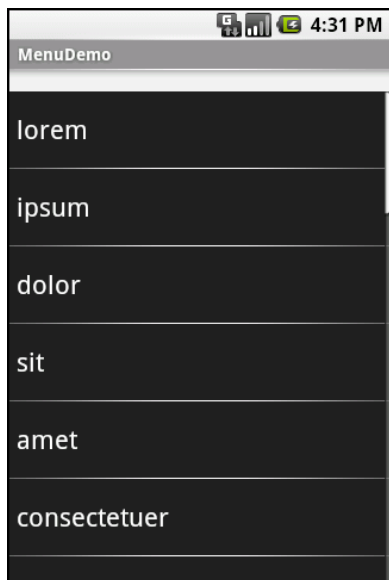 G 4:31 PM
MenuDemo
lorem
ipsum
dolor
sit
amet
consectetuer